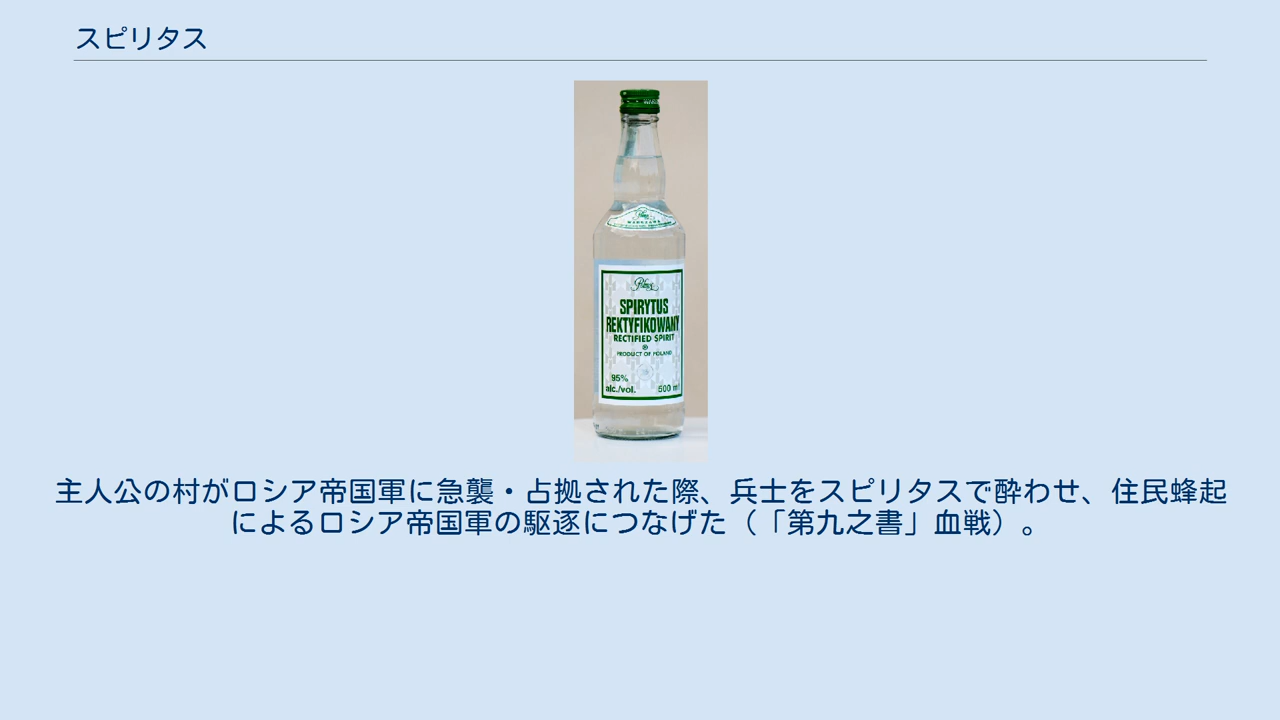 スピリタス
Polmos
SPIRYTUS
REKTYFIKOWANY
RECTIFIED SPIRIT
®
PRODUCT OF POLAND
95%
alc./vol. 500 ml
主人公の村がロシア帝国軍に急襲・占拠された際、兵士をスピリタスで酔わせ、住民蜂起
によるロシア帝国軍の駆逐につなげた（「第九之書」血戦）。